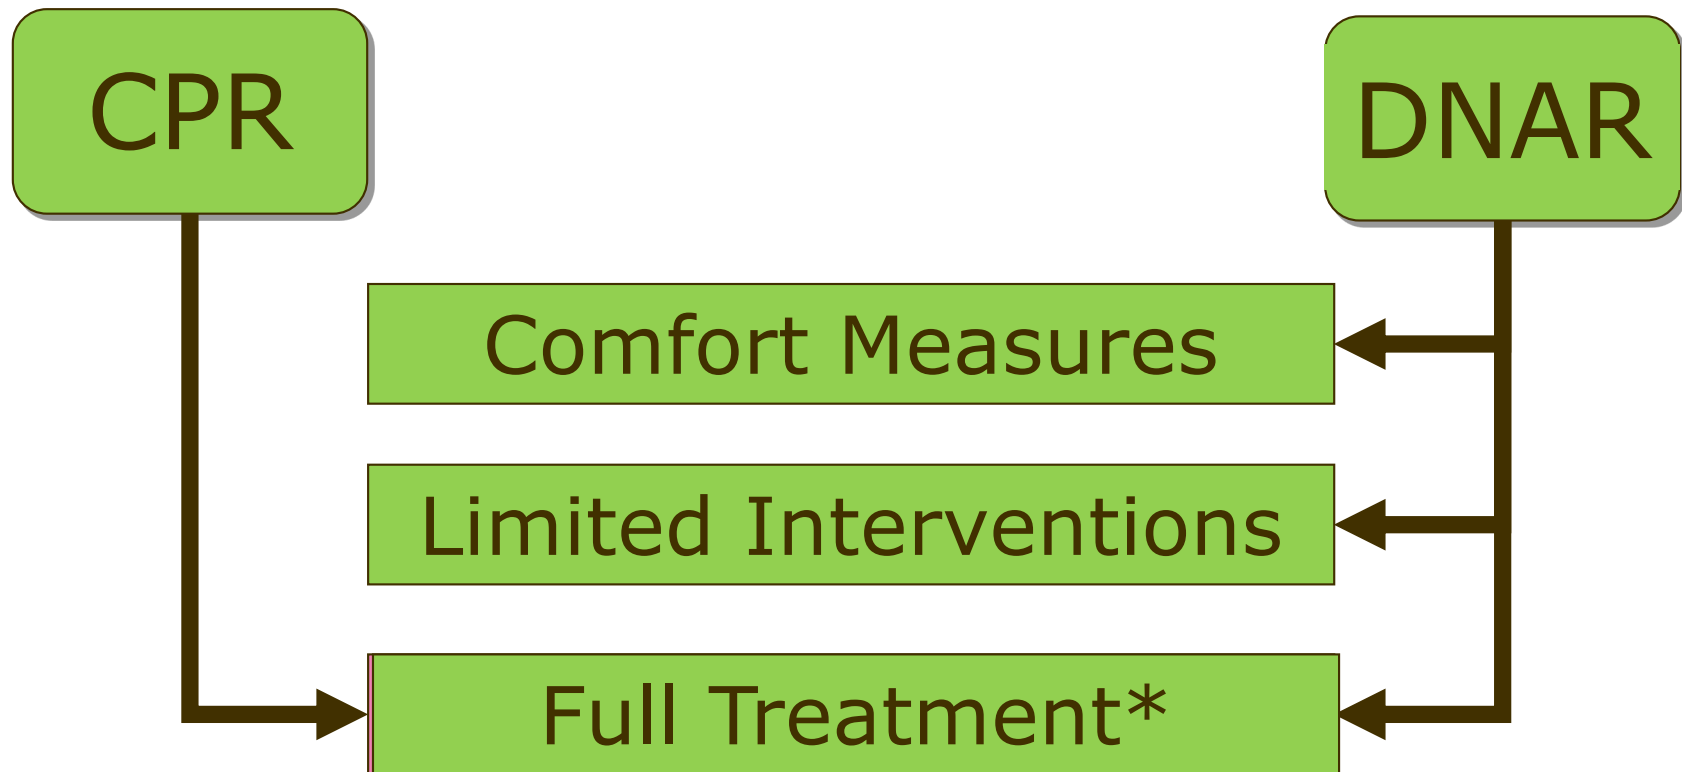 CPR
DNAR
Comfort Measures
Limited Interventions
Full Treatment*